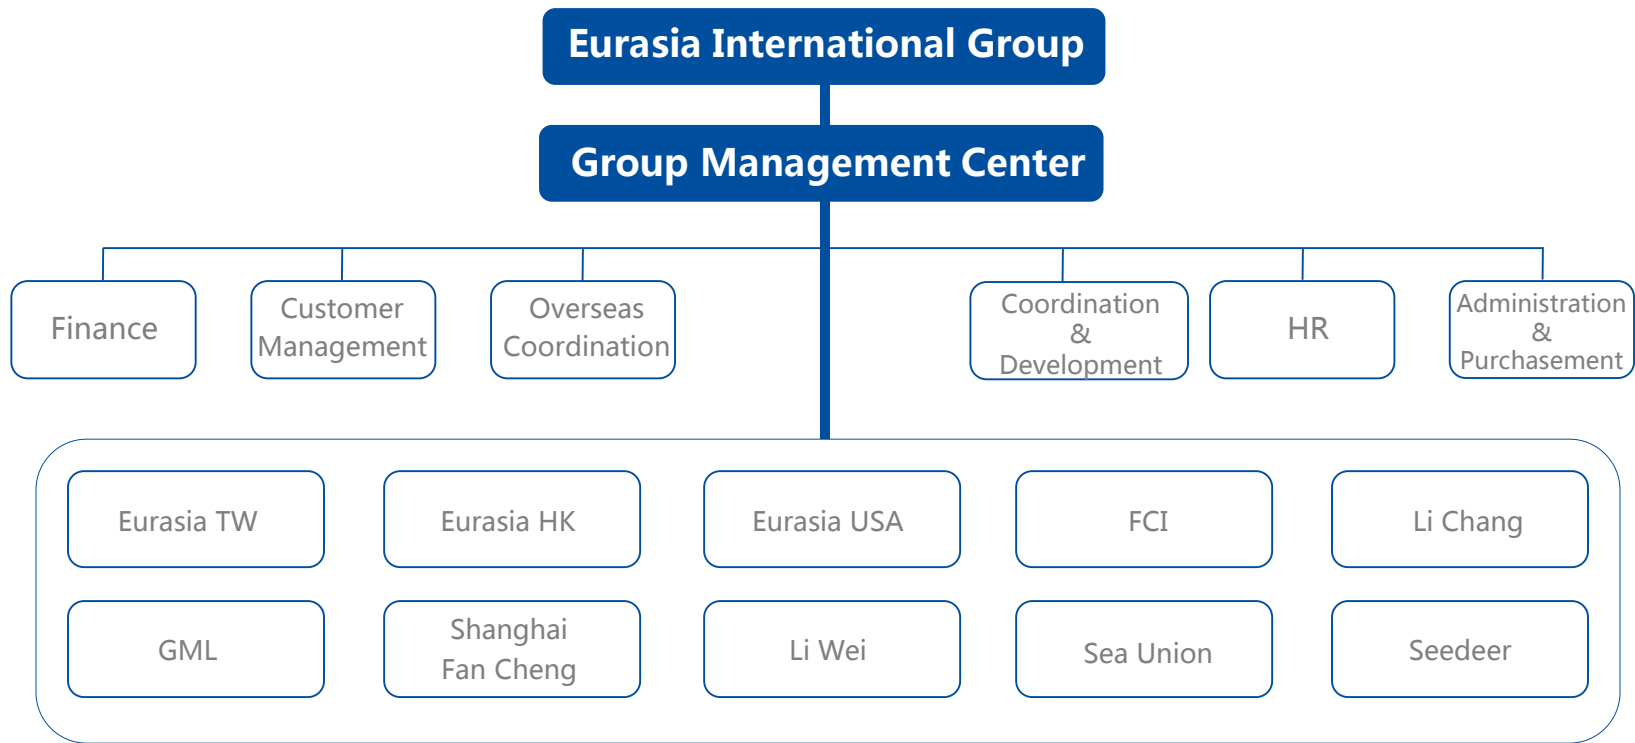 Eurasia International Group
Group Management Center
Finance
Customer
Management
Overseas
Coordination
Coordination
&
Development
HR
Administration
&
Purchasement
Eurasia TW
Eurasia HK
Eurasia USA
FCI
Li Chang
GML
Shanghai
Fan Cheng
Li Wei
Sea Union
Seedeer